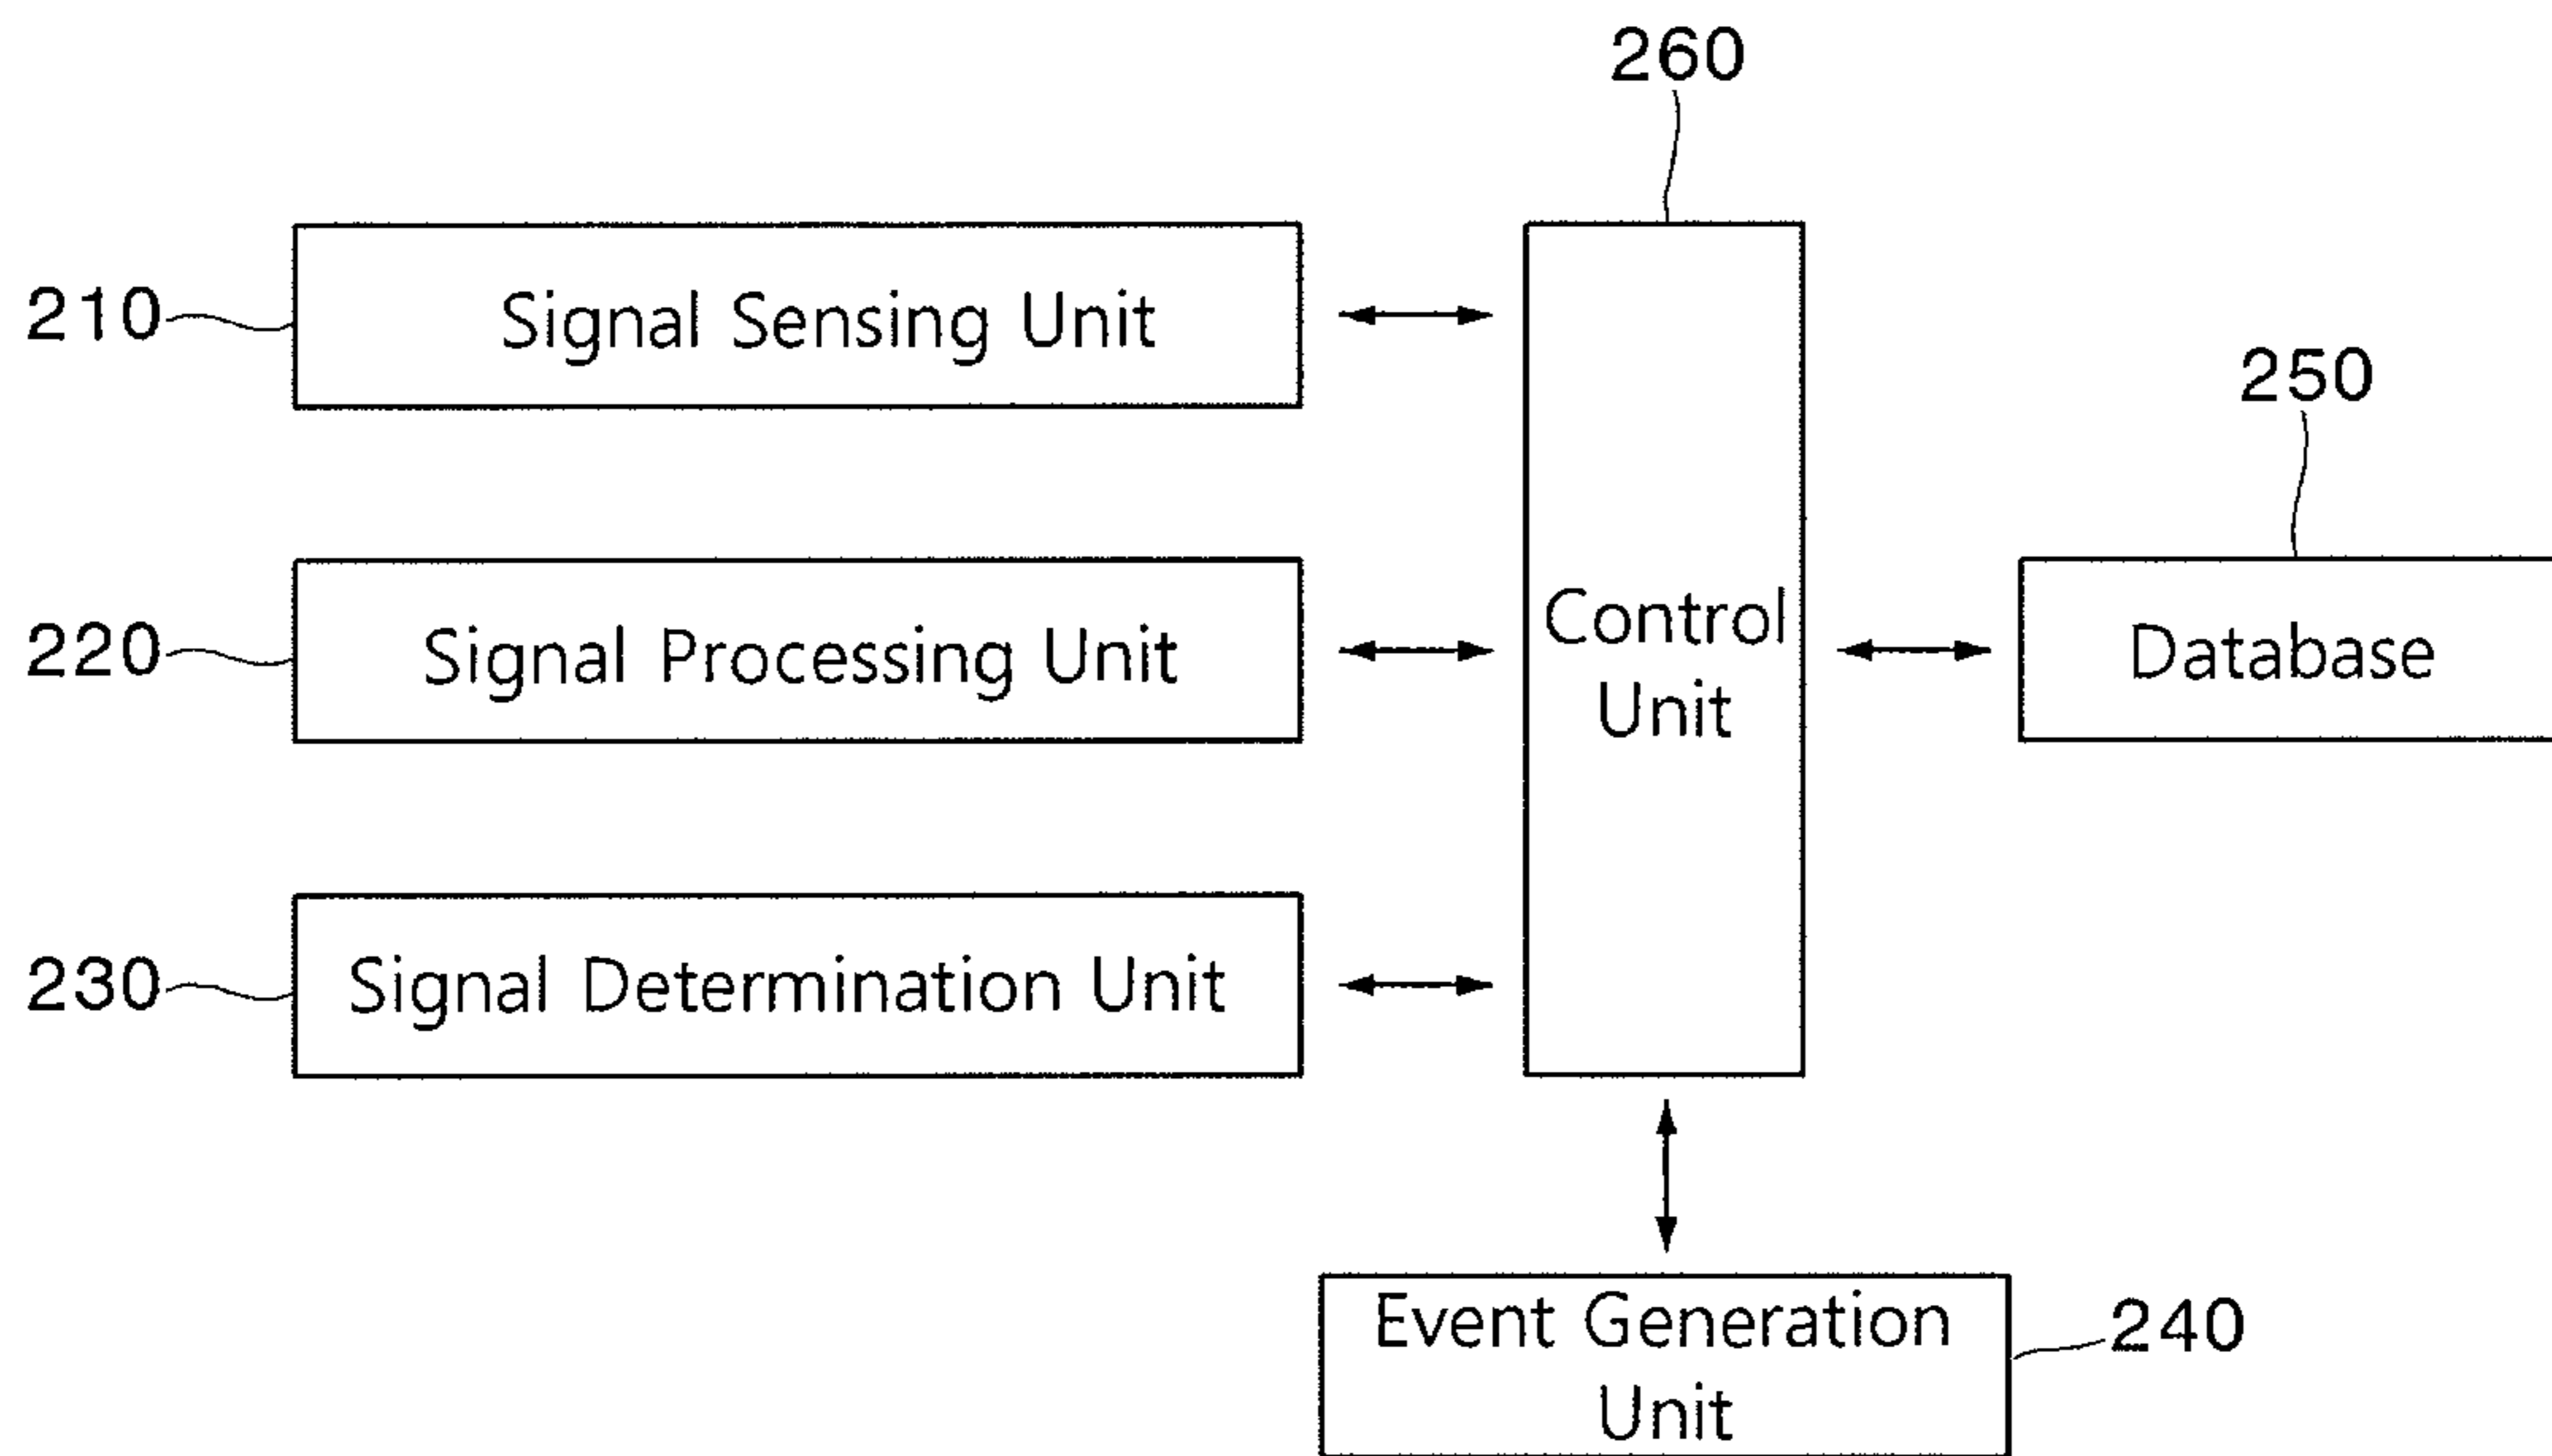 260
210
Signal Sensing Unit
250
220
Signal Processing Unit
Control
Unit
Database
230
Signal Determination Unit
Event Generation
Unit
240